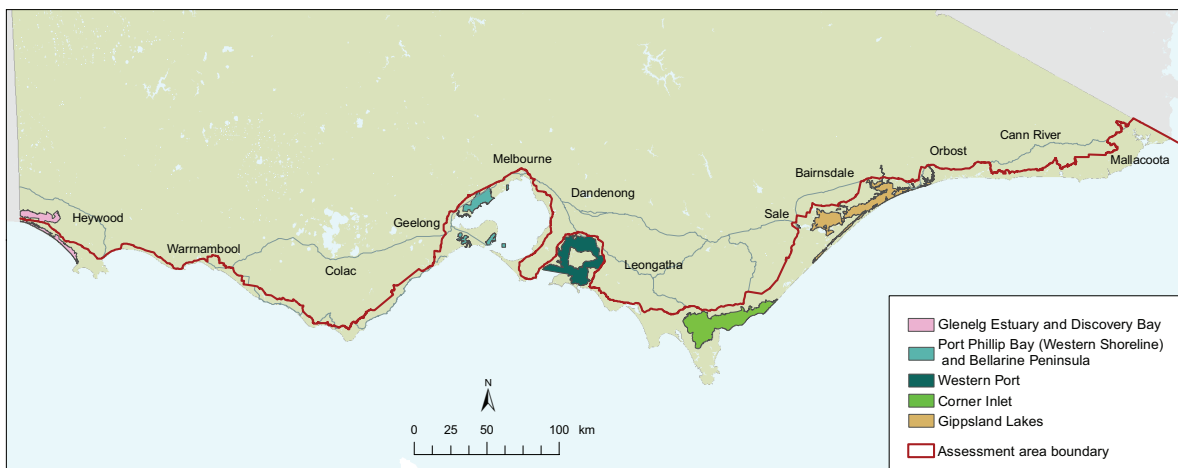 Cann River
Orbost
Mallacoota
Melbourne
Bairnsdale
Dandenong
Heywood
Sale
Geelong
Warrnambool
Leongatha
Colac
Glenelg Estuary and Discovery Bay
Port Phillip Bay (Western Shoreline)
and Bellarine Peninsula
Western Port
Corner Inlet
Gippsland Lakes
Assessment area boundary
N
0 25 50 100 km